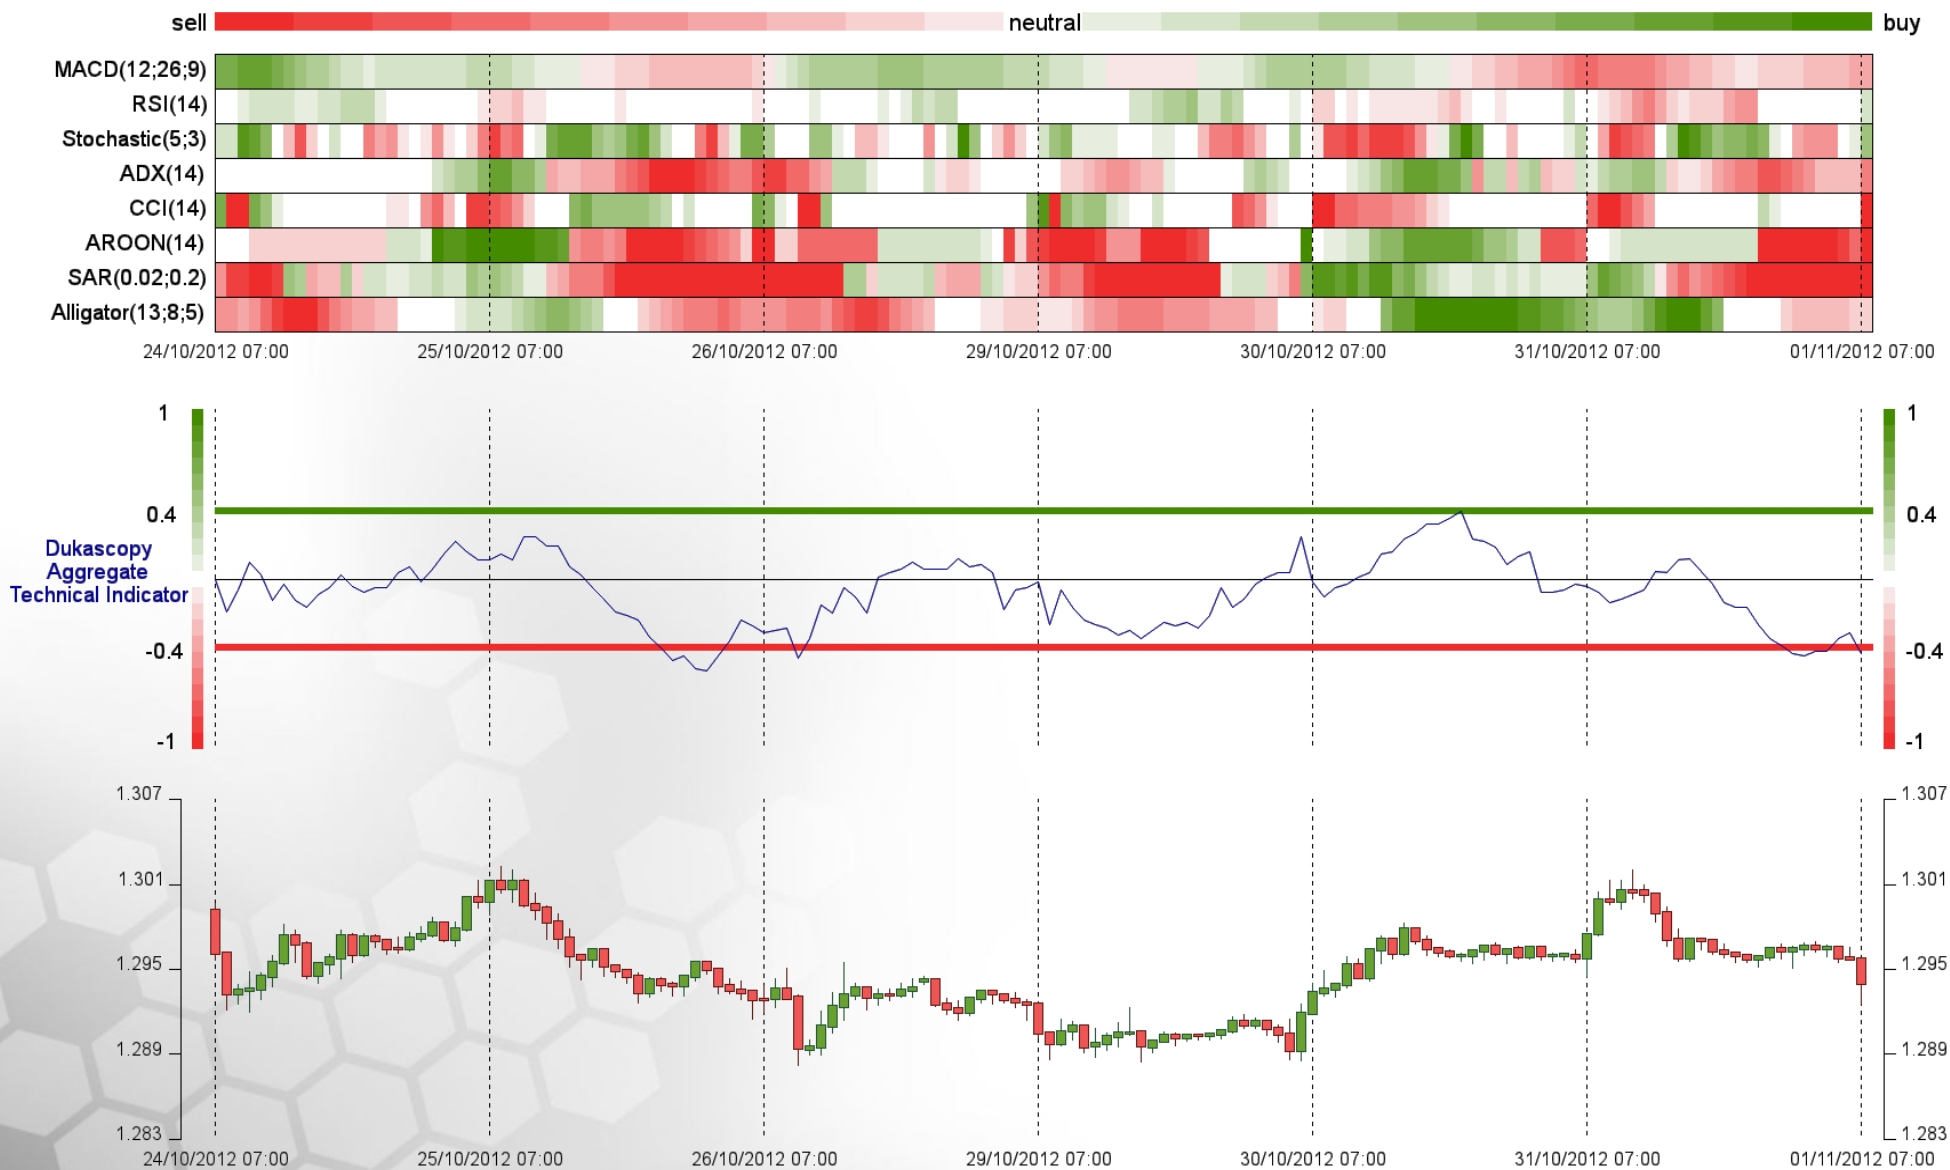 sell neutral buy
MACD(12;26;9)
RSI(14)
Stochastic(5;3)
ADX(14)
CCI(14)
AROON(14)
SAR(0.02;0.2)
Alligator(13;8;5)
24/10/2012 07:00 25/10/2012 07:00 26/10/2012 07:00 29/10/2012 07:00 30/10/2012 07:00 31/10/2012 07:00 01/11/2012 07:00
1 1
0.4 0.4
Dukascopy
Aggregate
Technical Indicator
-0.4 -0.4
-1 -1
1.307 1.307
1.301 1.301
1.295 1.295
1.289 1.289
1.283 1.283
24/10/2012 07:00 25/10/2012 07:00 26/10/2012 07:00 29/10/2012 07:00 30/10/2012 07:00 31/10/2012 07:00 01/11/2012 07:00